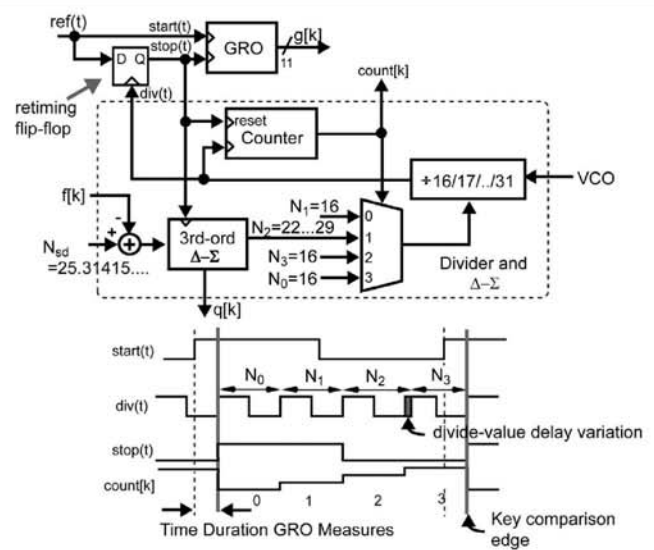 ref(t)
start(t)
stop(t)
GRO
g[k]
11
D Q
div(t)
retiming
flip-flop
count[k]
reset
Counter
÷16/17/../31
VCO
f[k]
-
+
+
N₁=16
0
N_sd
=25.31415....
3rd-ord
Δ–Σ
N₂=22...29
1
N₃=16
2
N₀=16
3
Divider and
Δ–Σ
q[k]
start(t)
N₀ N₁ N₂ N₃
div(t)
divide-value delay variation
stop(t)
count[k]
0 1 2 3
Time Duration GRO Measures
Key comparison
edge